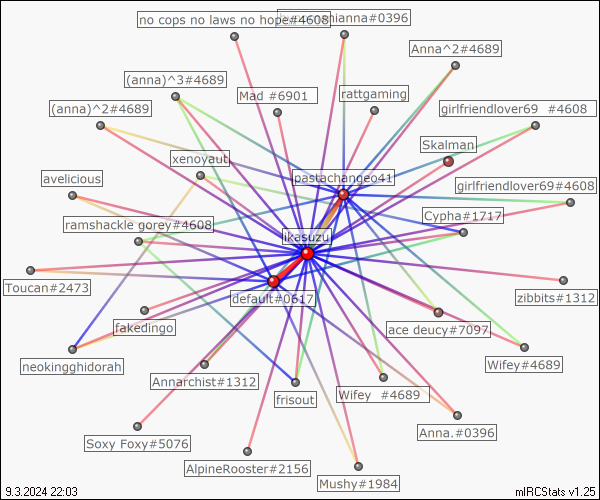 no cops no laws no hope#4608
hianna#0396
Anna^2#4689
(anna)^3#4689
Mad #6901
rattgaming
(anna)^2#4689
girlfriendlover69 #4608
Skalman
xenoyaut
avelicious
pastachangeo41
girlfriendlover69#4608
ramshackle gorey#4608
Cypha#1717
ikasuzu
Toucan#2473
default#0617
zibbits#1312
fakedingo
ace deucy#7097
neokingghidorah
Wifey#4689
Annarchist#1312
frisout
Wifey #4689
Anna.#0396
Soxy Foxy#5076
AlpineRooster#2156
Mushy#1984
9.3.2024 22:03
mIRCStats v1.25